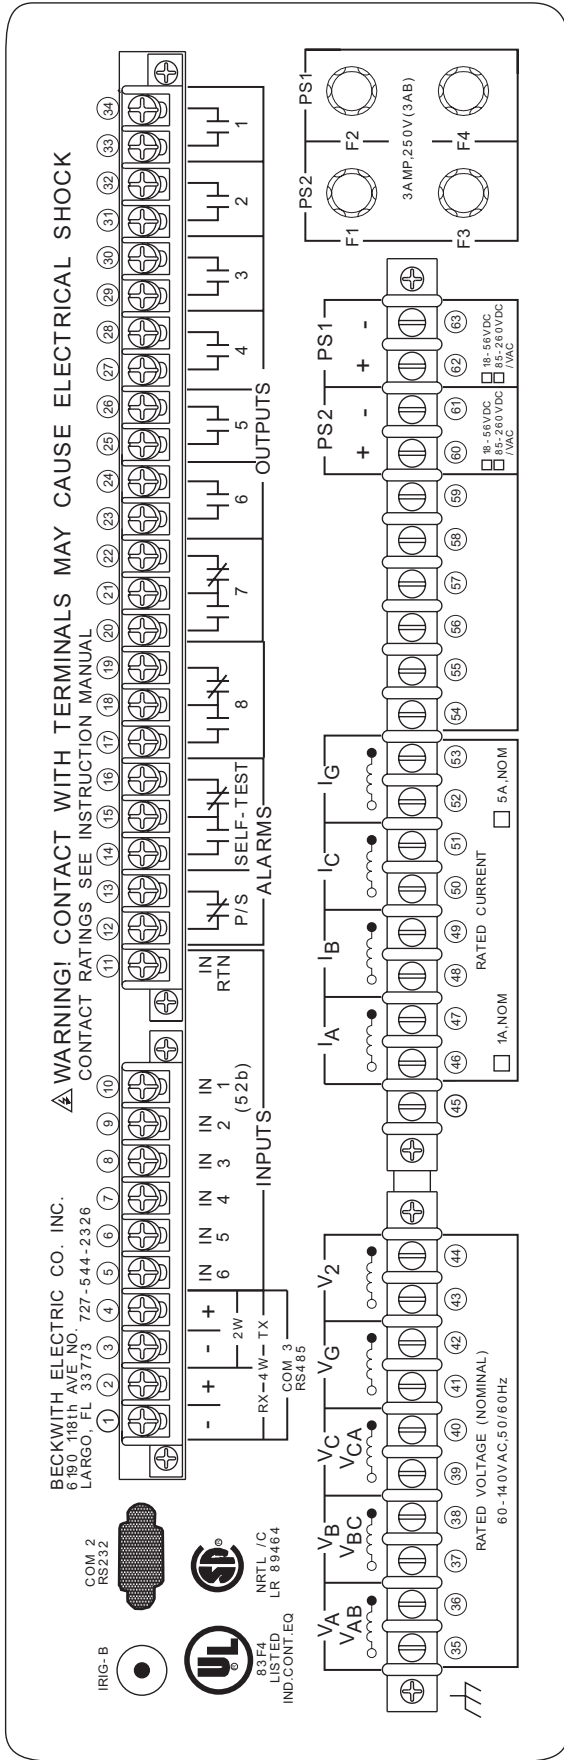 BECKWITH ELECTRIC CO. INC.
6190 118th AVE NO.
LARGO, FL 33773 727-544-2326
WARNING! CONTACT WITH TERMINALS MAY CAUSE ELECTRICAL SHOCK
CONTACT RATINGS SEE INSTRUCTION MANUAL
IRIG-B
COM 2
RS232
1 2 3 4 5 6 7 8 9 10 11 12 13 14 15 16 17 18 19 20 21 22 23 24 25 26 27 28 29 30 31 32 33 34
- + - +
2W
RX 4W TX
COM 3
RS485
IN 6 IN 5 IN 4 IN 3 IN 2 IN 1
(52b)
INPUTS
IN RTN
P/S SELF-TEST
ALARMS
8 7 6 5 4 3 2 1
OUTPUTS
UL
®
83F4
LISTED
IND.CONT.EQ
SP
®
NRTL /C
LR 89464
VA
VAB
VB
VBC
VC
VCA
VG
V2
35 36 37 38 39 40 41 42 43 44
RATED VOLTAGE (NOMINAL)
60-140VAC,50/60Hz
IA IB IC IG
45 46 47 48 49 50 51 52 53 54 55 56 57 58 59 60 61 62 63
1A,NOM RATED CURRENT 5A,NOM
PS2 PS1
+ - + -
18-56VDC
85-260VDC
/VAC
18-56VDC
85-260VDC
/VAC
PS2 PS1
F1 F2
3AMP,250V(3AB)
F3 F4